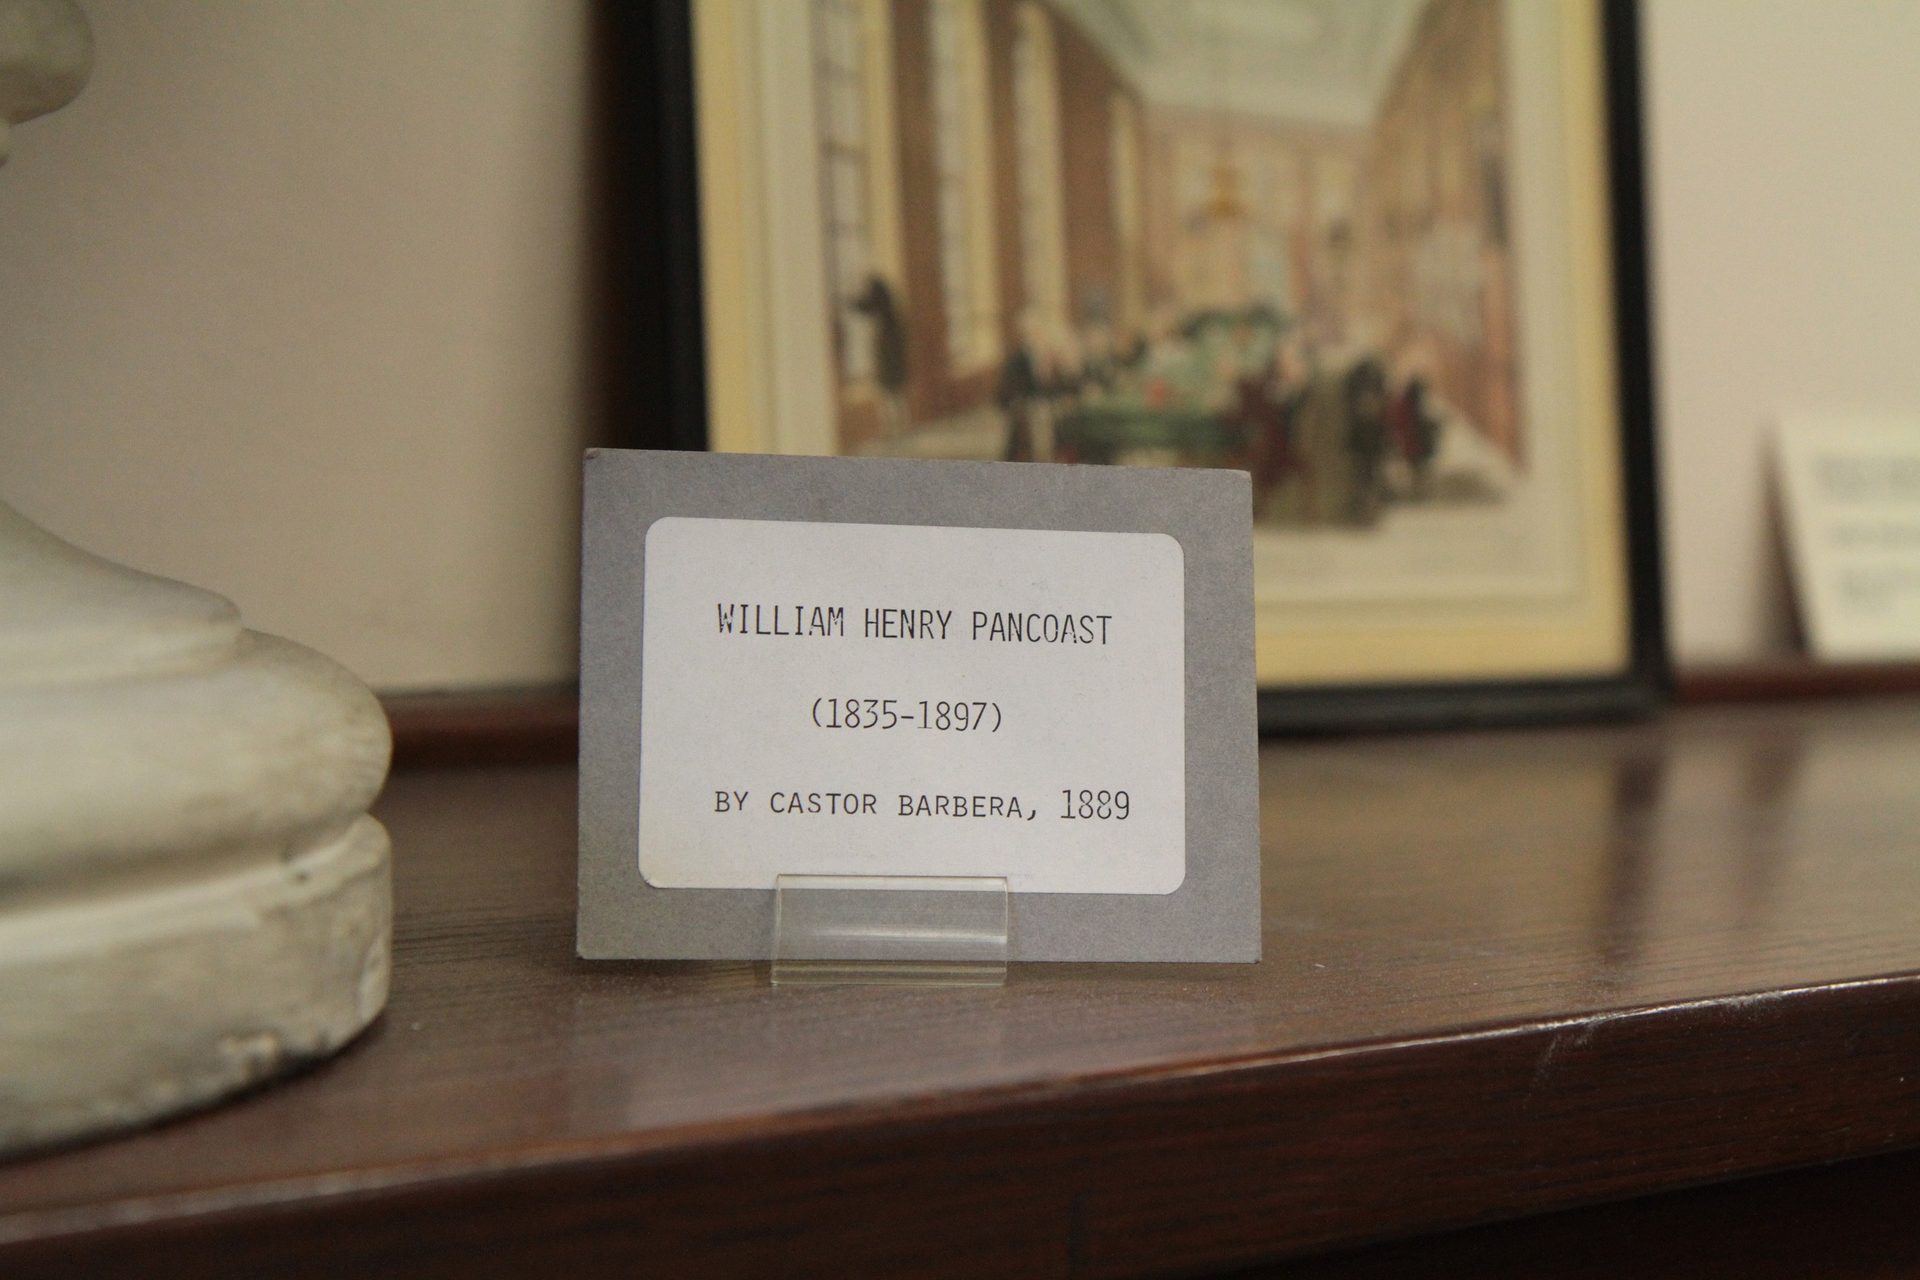 WILLIAM HENRY PANCOAST
(1835-1897)
BY CASTOR BARBERA, 1889